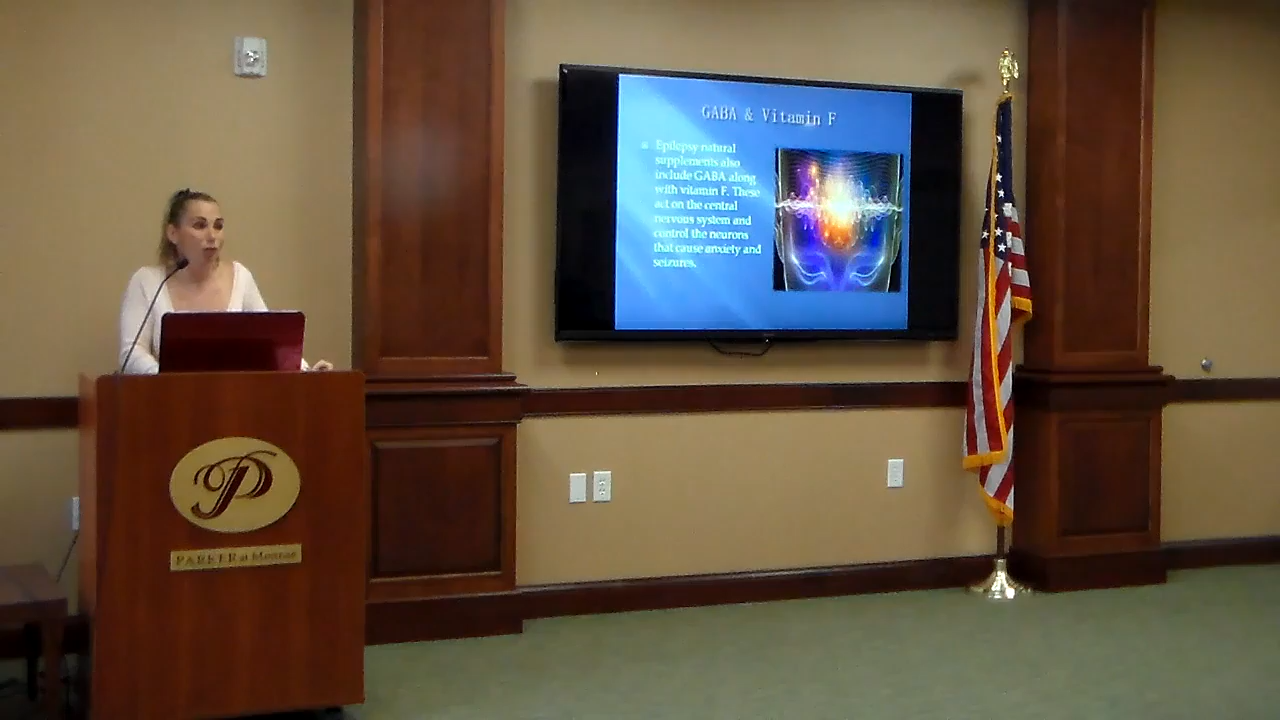 GABA & Vitamin F
Epilepsy natural
supplements also
include GABA along
with vitamin F. These
act on the central
nervous system and
control the neurons
that cause anxiety and
seizures.
P
PARKER at Monroe